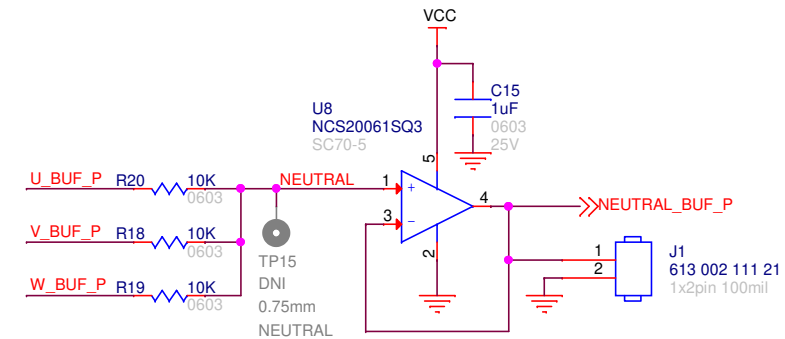 VCC
C15
1uF
0603
25V
U8
NCS20061SQ3
SC70-5
5
U_BUF_P R20 10K
0603
NEUTRAL
1
+
4
NEUTRAL_BUF_P
3
-
V_BUF_P R18 10K
0603
2
TP15
DNI
0.75mm
NEUTRAL
W_BUF_P R19 10K
0603
1
2
J1
613 002 111 21
1x2pin 100mil